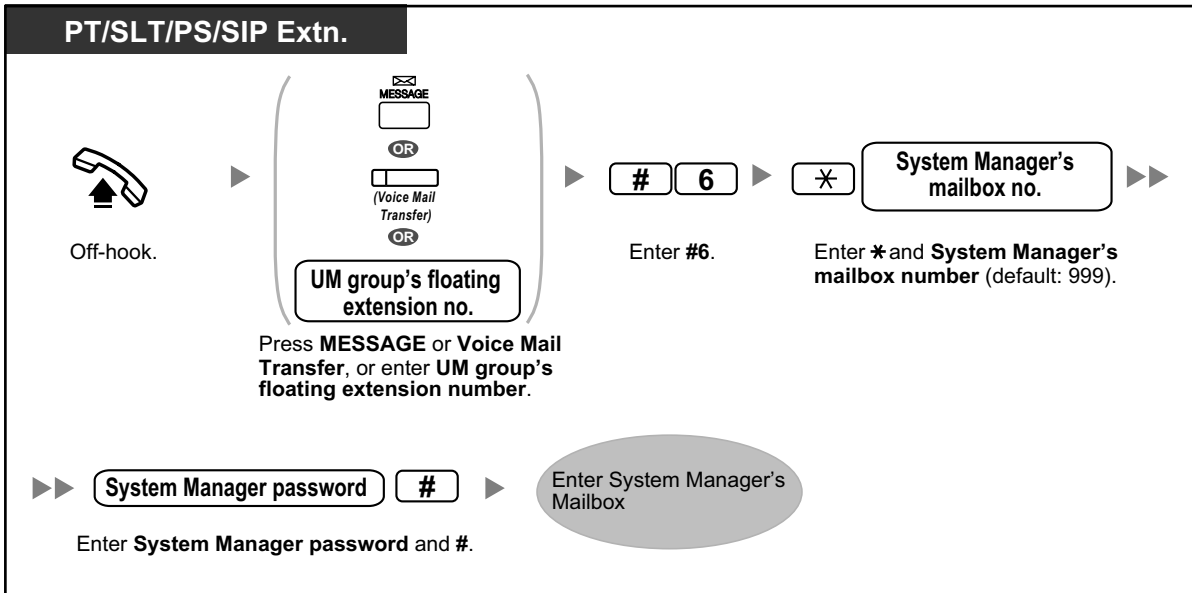 PT/SLT/PS/SIP Extn.
MESSAGE
OR
(Voice Mail
Transfer)
OR
UM group's floating
extension no.
# 6
✳ System Manager's
mailbox no.
Off-hook.
Press MESSAGE or Voice Mail
Transfer, or enter UM group's
floating extension number.
Enter #6.
Enter ✳ and System Manager's
mailbox number (default: 999).
System Manager password #
Enter System Manager password and #.
Enter System Manager's
Mailbox